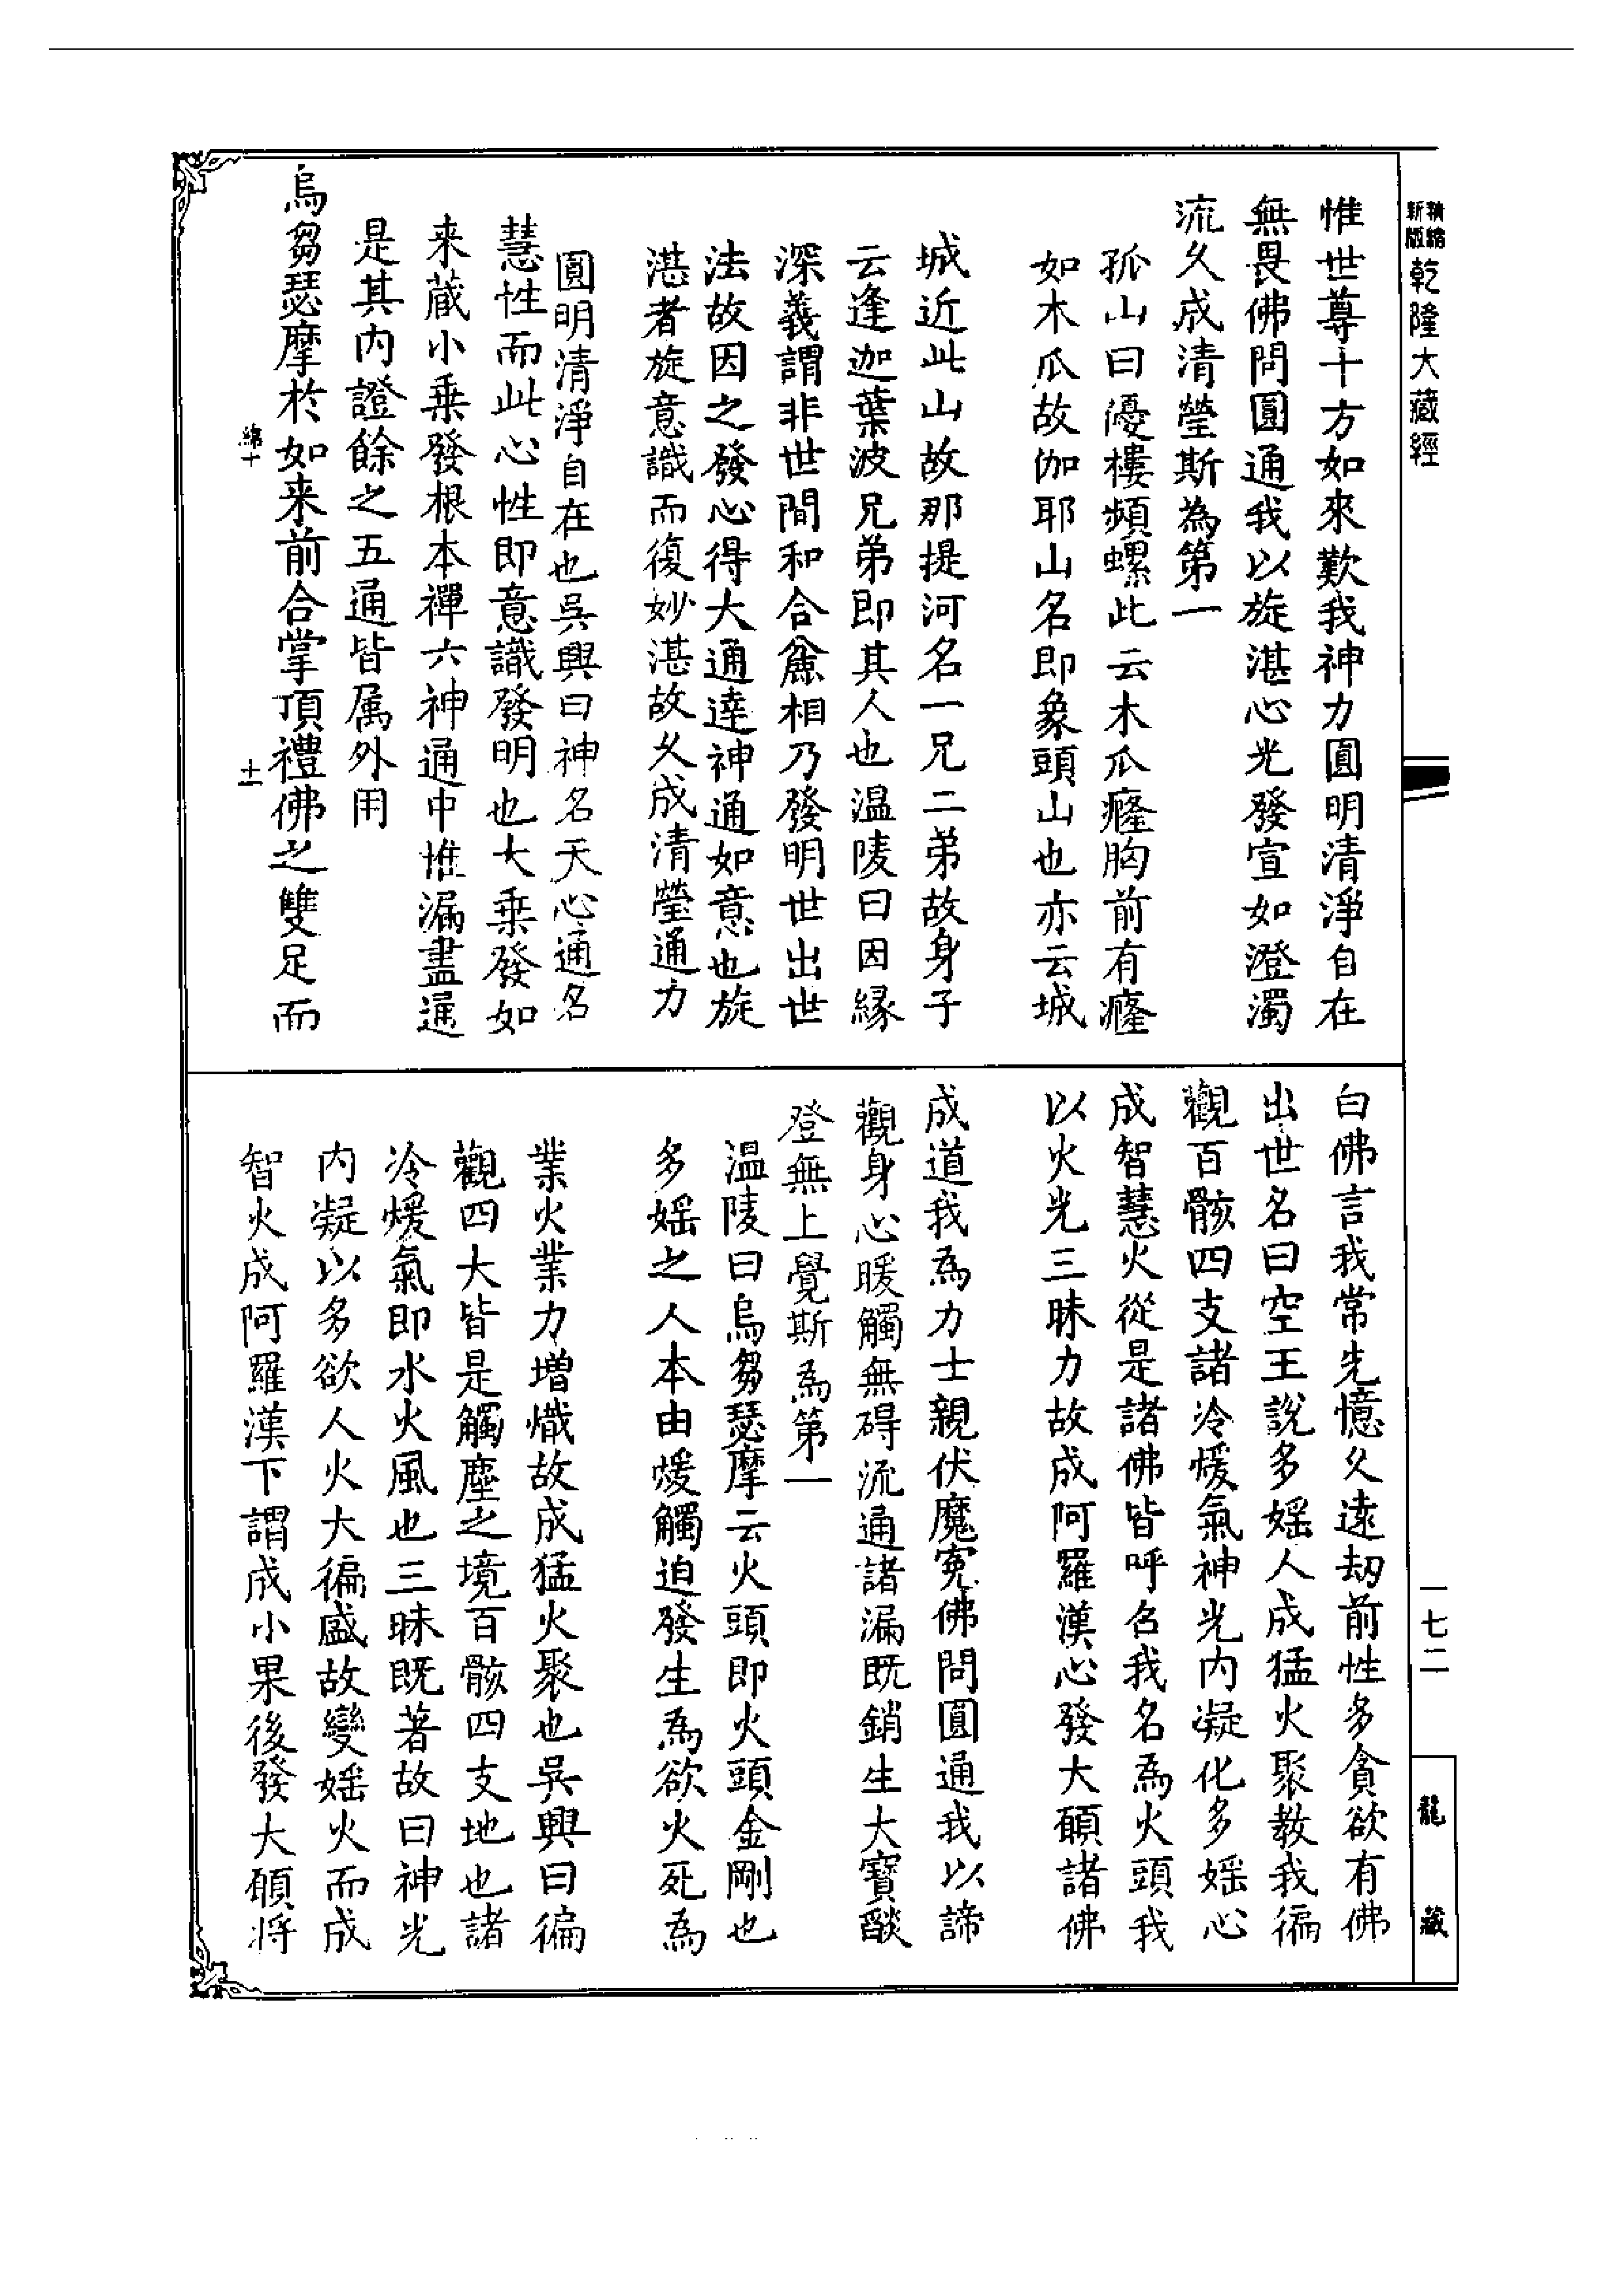 精縮新版
乾隆大藏經
惟世尊十方如來歎我神力圓明清淨自在
無畏佛問圓通我以旋湛心光發宣如澄濁
流久成清瑩斯為第一
孤山曰優樓頻螺此云木瓜癃胸前有癃
如木瓜故伽耶山名即象頭山也亦云城
城近此山故那提河名一兄二弟故身子
云逢迦葉波兄弟即其人也温陵曰因縁
深義謂非世間和合麄相乃發明世出世
法故因之發心得大通達神通如意也旋
湛者旋意識而復妙湛故久成清瑩通力
圓明清淨自在也吳興曰神名天心通名
慧性而此心性即意識發明也大乗發如
来藏小乗發根本禪六神通中惟漏盡通
是其内證餘之五通皆属外用
烏芻瑟摩於如来前合掌頂禮佛之雙足而
綿十
十一
白佛言我常先憶久遠刼前性多貪欲有佛
出世名曰空王說多婬人成猛火聚教我徧
觀百骸四支諸冷煖氣神光内凝化多婬心
成智慧火從是諸佛皆呼名我名為火頭我
以火光三昧力故成阿羅漢心發大願諸佛
成道我為力士親伏魔寃佛問圓通我以諦
觀身心暖觸無碍流通諸漏既銷生大寶燄
登無上覺斯為第一
温陵曰烏芻瑟摩云火頭即火頭金剛也
多婬之人本由煖觸迫發生為欲火死為
業火業力增熾故成猛火聚也吳興曰徧
觀四大皆是觸塵之境百骸四支地也諸
冷煖氣即水火風也三昧既著故曰神光
内凝以多欲人火大徧盛故變婬火而成
智火成阿羅漢下謂成小果後發大願将
一七二
龍藏